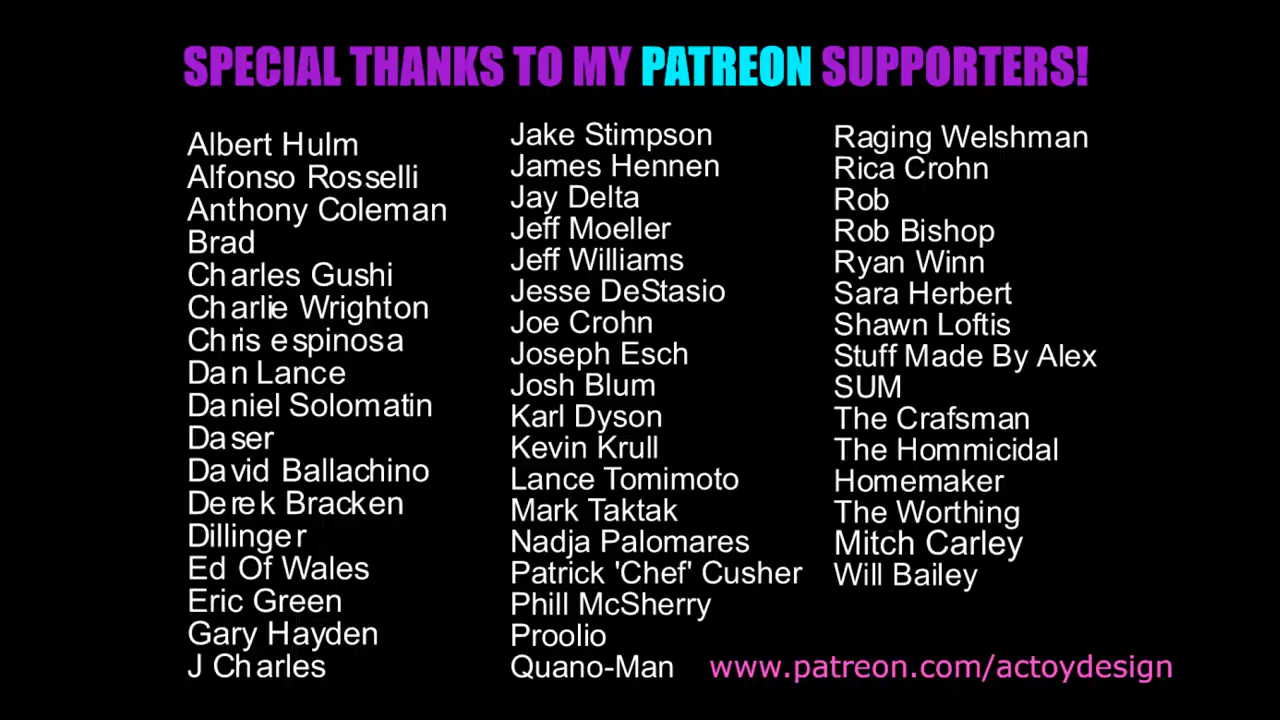 SPECIAL THANKS TO MY PATREON SUPPORTERS!
Albert Hulm
Alfonso Rosselli
Anthony Coleman
Brad
Charles Gushi
Charlie Wrighton
Chris espinosa
Dan Lance
Daniel Solomatin
Daser
David Ballachino
Derek Bracken
Dillinger
Ed Of Wales
Eric Green
Gary Hayden
J Charles
Jake Stimpson
James Hennen
Jay Delta
Jeff Moeller
Jeff Williams
Jesse DeStasio
Joe Crohn
Joseph Esch
Josh Blum
Karl Dyson
Kevin Krull
Lance Tomimoto
Mark Taktak
Nadja Palomares
Patrick 'Chef' Cusher
Phill McSherry
Proolio
Quano-Man
Raging Welshman
Rica Crohn
Rob
Rob Bishop
Ryan Winn
Sara Herbert
Shawn Loftis
Stuff Made By Alex
SUM
The Crafsman
The Hommicidal
Homemaker
The Worthing
Mitch Carley
Will Bailey
www.patreon.com/actoydesign